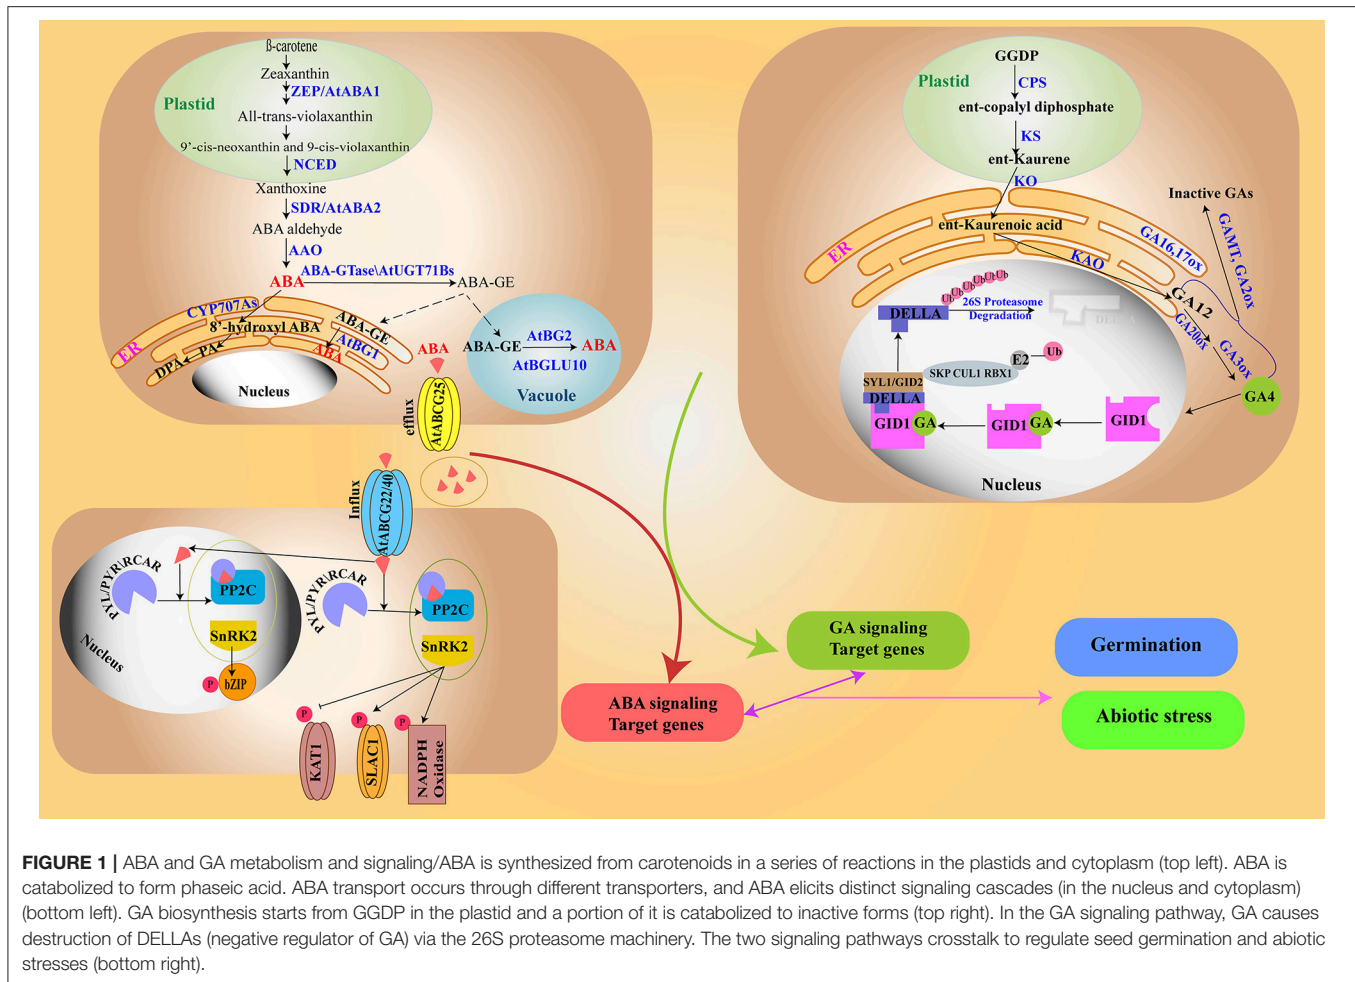 ß-carotene
Zeaxanthin
ZEP/AtABA1
Plastid
All-trans-violaxanthin
9'-cis-neoxanthin and 9-cis-violaxanthin
NCED
Xanthoxine
SDR/AtABA2
ABA aldehyde
AAO
ABA-GTase\AtUGT71Bs
ABA
ABA-GE
CYP707As
8'-hydroxyl ABA
ABA-GE
ER
PA
DPA
AtBG1
ABA
Nucleus
ABA-GE
AtBG2
ABA
AtBGLU10
Vacuole
ABA
efflux
AtABCG25
Influx
AtABCG22/40
PYL/PYR\RCAR
PP2C
SnRK2
P
bZIP
Nucleus
PYL/PYR\RCAR
PP2C
SnRK2
P
KAT1
P
SLAC1
P
NADPH
Oxidase
GGDP
CPS
Plastid
ent-copalyl diphosphate
KS
ent-Kaurene
KO
ent-Kaurenoic acid
ER
KAO
GA16,17ox
Inactive GAs
GAMT, GA2ox
GA12
GA20ox
GA3ox
GA4
Ub
Ub
Ub
Ub
Ub
Ub
DELLA
26S Proteasome
Degradation
DELLA
SYL1/GID2
SKP CUL1 RBX1
E2
Ub
DELLA
GID1
GA
GID1
GA
GID1
Nucleus
GA signaling
Target genes
ABA signaling
Target genes
Germination
Abiotic stress
FIGURE 1 | ABA and GA metabolism and signaling/ABA is synthesized from carotenoids in a series of reactions in the plastids and cytoplasm (top left). ABA is
catabolized to form phaseic acid. ABA transport occurs through different transporters, and ABA elicits distinct signaling cascades (in the nucleus and cytoplasm)
(bottom left). GA biosynthesis starts from GGDP in the plastid and a portion of it is catabolized to inactive forms (top right). In the GA signaling pathway, GA causes
destruction of DELLAs (negative regulator of GA) via the 26S proteasome machinery. The two signaling pathways crosstalk to regulate seed germination and abiotic
stresses (bottom right).